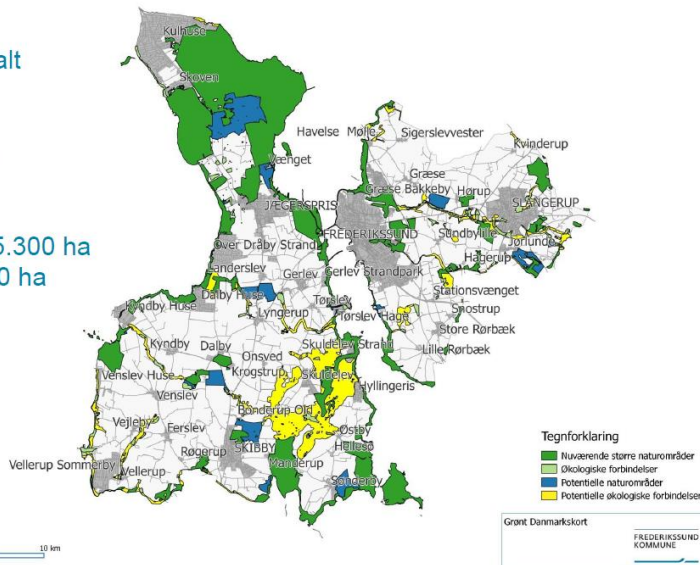 alt
5.300 ha
0 ha
Kulhuse
Skoven
Havelse Mølle
Sigerslevvester
Kvinderup
Vænget
Græse
Græse Bakkeby
Hørup
SLANGERUP
JÆGERSPRIS
FREDERIKSSUND
Sundbylille
Jørlunde
Over Dråby Strand
Hagerup
Landerslev
Gerlev
Gerlev Strandpark
Stationsvænget
Dalby Huse
Tørslev
Kyndby Huse
Lyngerup
Tørslev Hage
Snostrup
Store Rørbæk
Kyndby
Dalby
Onsved
Skuldelev Strand
Lille Rørbæk
Venslev Huse
Krogstrup
Skuldelev
Hyllingeris
Venslev
Vejleby
Bonderup Old
Eerslev
Østby
Røgerup
SKIBBY
Hellesø
Vellerup Sommerby
Vellerup
Manderup
Sønderby
10 km
Tegnforklaring
Nuværende større naturområder
Økologiske forbindelser
Potentielle naturområder
Potentielle økologiske forbindelser
Grønt Danmarkskort
FREDERIKSSUND
KOMMUNE